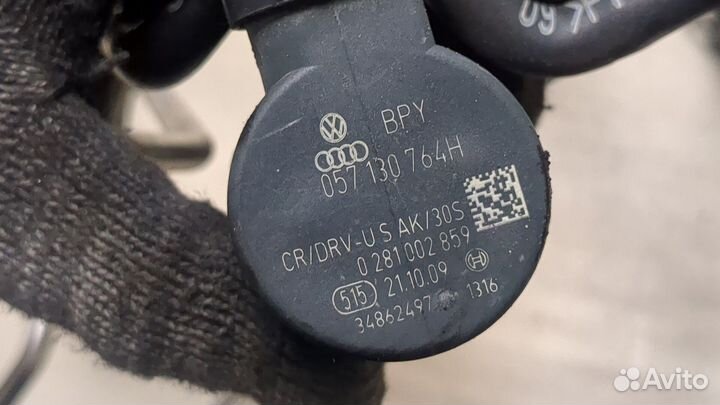 BPY
057 130 764H
CR/DRV-U S AK/30S
0 281 002 859
515 21.10.09
34862497 1316
Avito